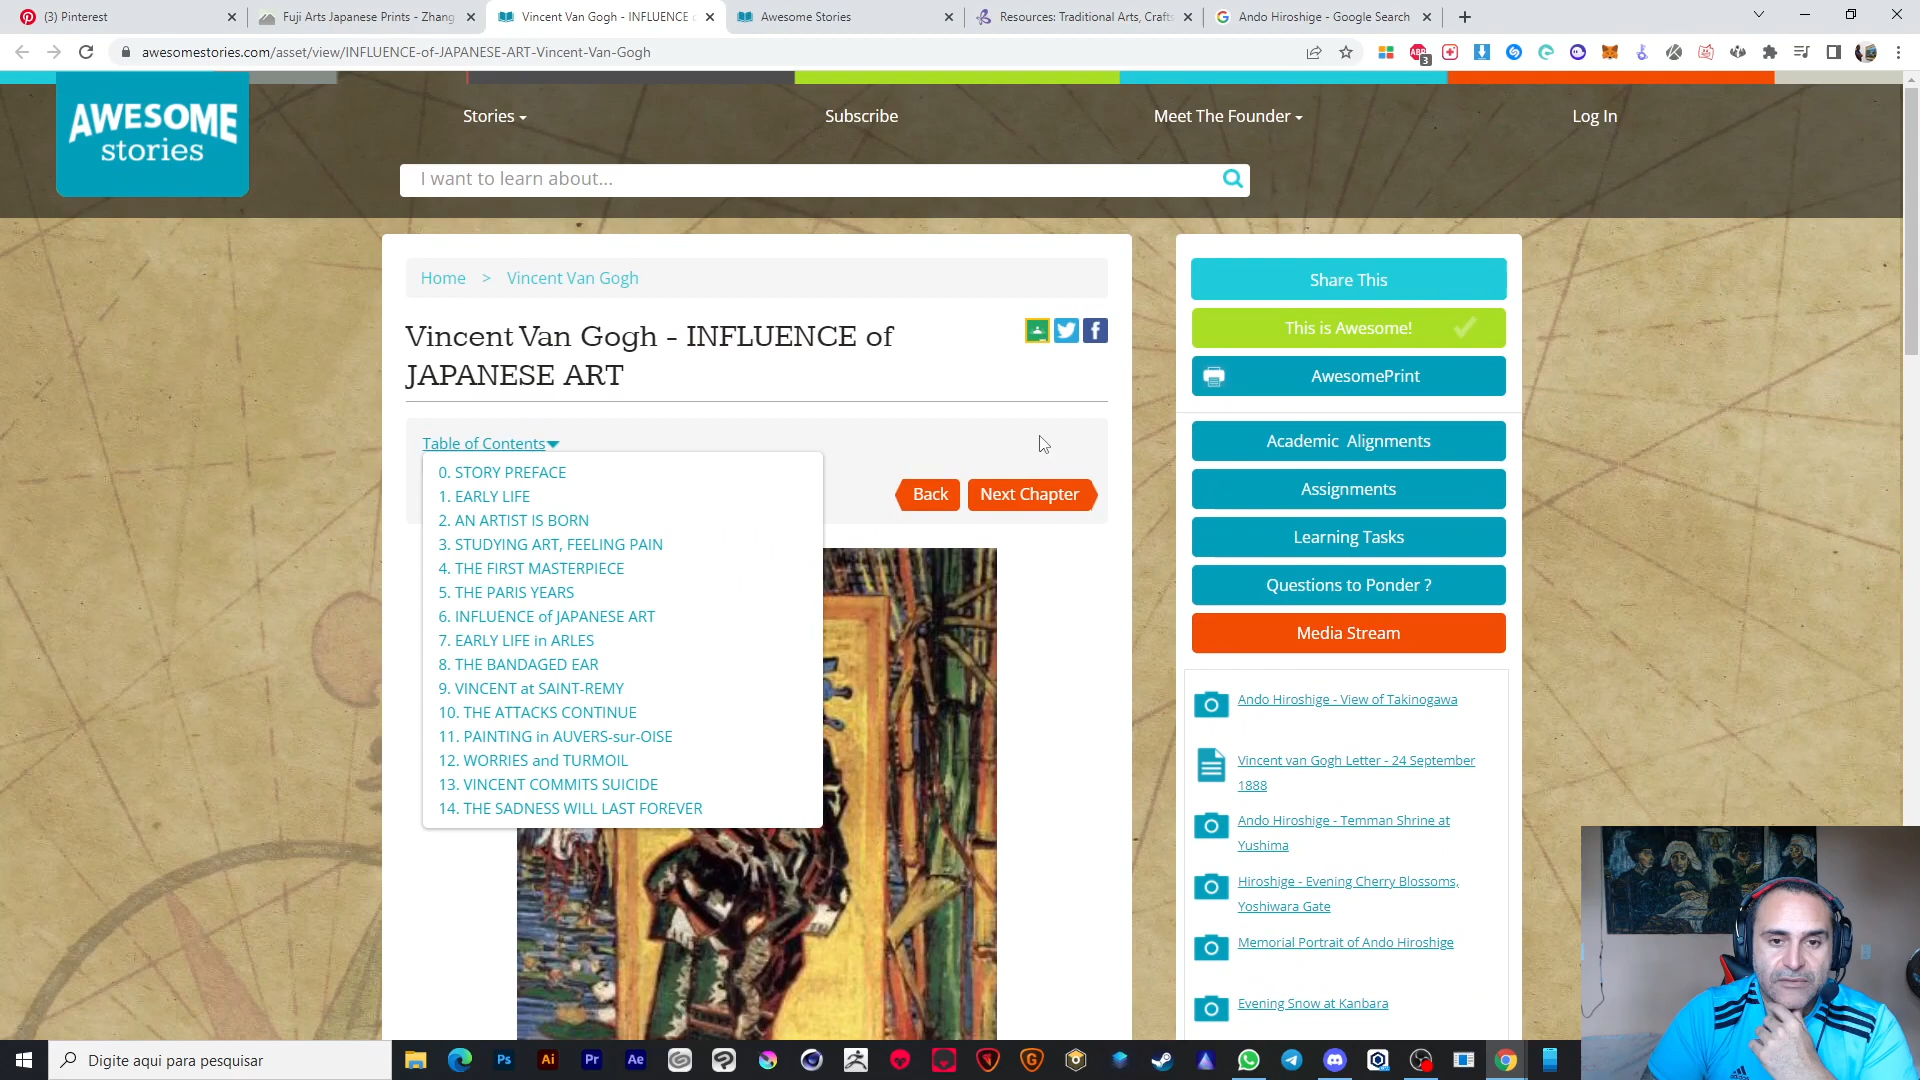 (3) Pinterest
Fuji Arts Japanese Prints - Zhang
Vincent Van Gogh - INFLUENCE o
Awesome Stories
Resources: Traditional Arts, Crafts
Ando Hiroshige - Google Search
awesomestories.com/asset/view/INFLUENCE-of-JAPANESE-ART-Vincent-Van-Gogh
ABP
3
AWESOME
stories
Stories
Subscribe
Meet The Founder
Log In
I want to learn about...
Home > Vincent Van Gogh
Vincent Van Gogh - INFLUENCE of
JAPANESE ART
Table of Contents
0. STORY PREFACE
1. EARLY LIFE
2. AN ARTIST IS BORN
3. STUDYING ART, FEELING PAIN
4. THE FIRST MASTERPIECE
5. THE PARIS YEARS
6. INFLUENCE of JAPANESE ART
7. EARLY LIFE in ARLES
8. THE BANDAGED EAR
9. VINCENT at SAINT-REMY
10. THE ATTACKS CONTINUE
11. PAINTING in AUVERS-sur-OISE
12. WORRIES and TURMOIL
13. VINCENT COMMITS SUICIDE
14. THE SADNESS WILL LAST FOREVER
Back
Next Chapter
Share This
This is Awesome!
AwesomePrint
Academic Alignments
Assignments
Learning Tasks
Questions to Ponder ?
Media Stream
Ando Hiroshige - View of Takinogawa
Vincent van Gogh Letter - 24 September
1888
Ando Hiroshige - Temman Shrine at
Yushima
Hiroshige - Evening Cherry Blossoms,
Yoshiwara Gate
Memorial Portrait of Ando Hiroshige
Evening Snow at Kanbara
Digite aqui para pesquisar
Ps
Ai
Pr
Ae